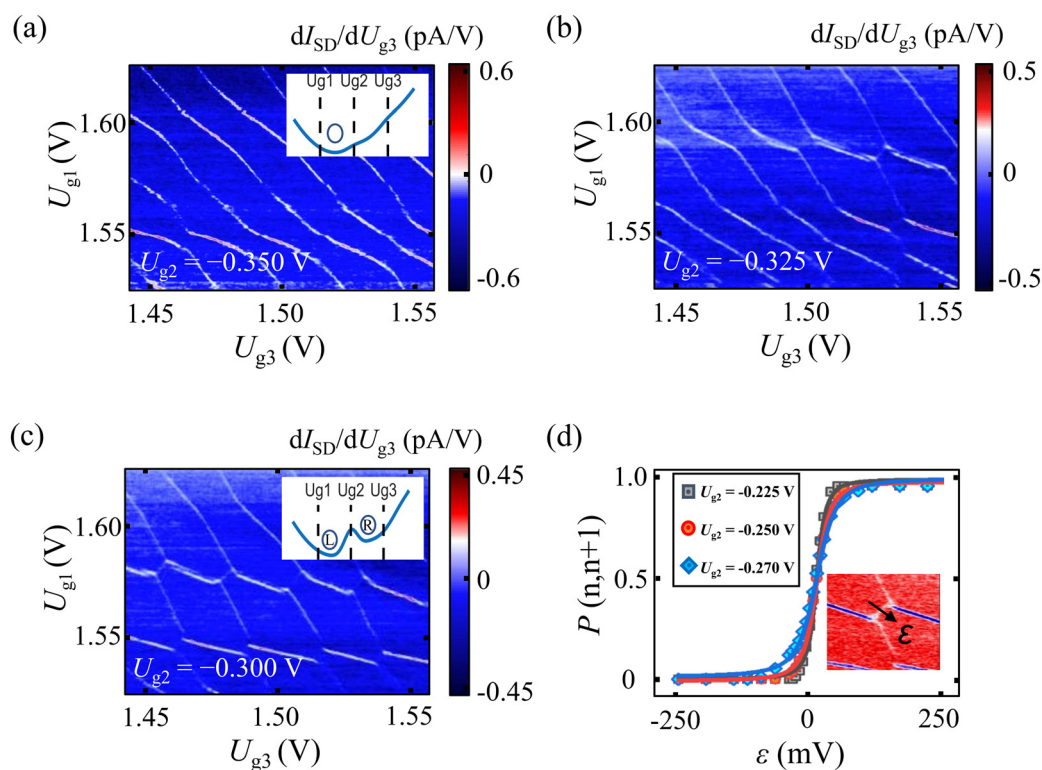 (a)
dI_SD/dU_g3 (pA/V)
0.6
0
-0.6
Ug1 Ug2 Ug3
U_g1 (V)
1.60
1.55
U_g2 = −0.350 V
1.45 1.50 1.55
U_g3 (V)
(b)
dI_SD/dU_g3 (pA/V)
0.5
0
-0.5
U_g1 (V)
1.60
1.55
U_g2 = −0.325 V
1.45 1.50 1.55
U_g3 (V)
(c)
dI_SD/dU_g3 (pA/V)
0.45
0
-0.45
Ug1 Ug2 Ug3
L R
U_g1 (V)
1.60
1.55
U_g2 = −0.300 V
1.45 1.50 1.55
U_g3 (V)
(d)
P (n,n+1)
1.0
0.5
0
U_g2 = -0.225 V
U_g2 = -0.250 V
U_g2 = -0.270 V
ε
-250 0 250
ε (mV)